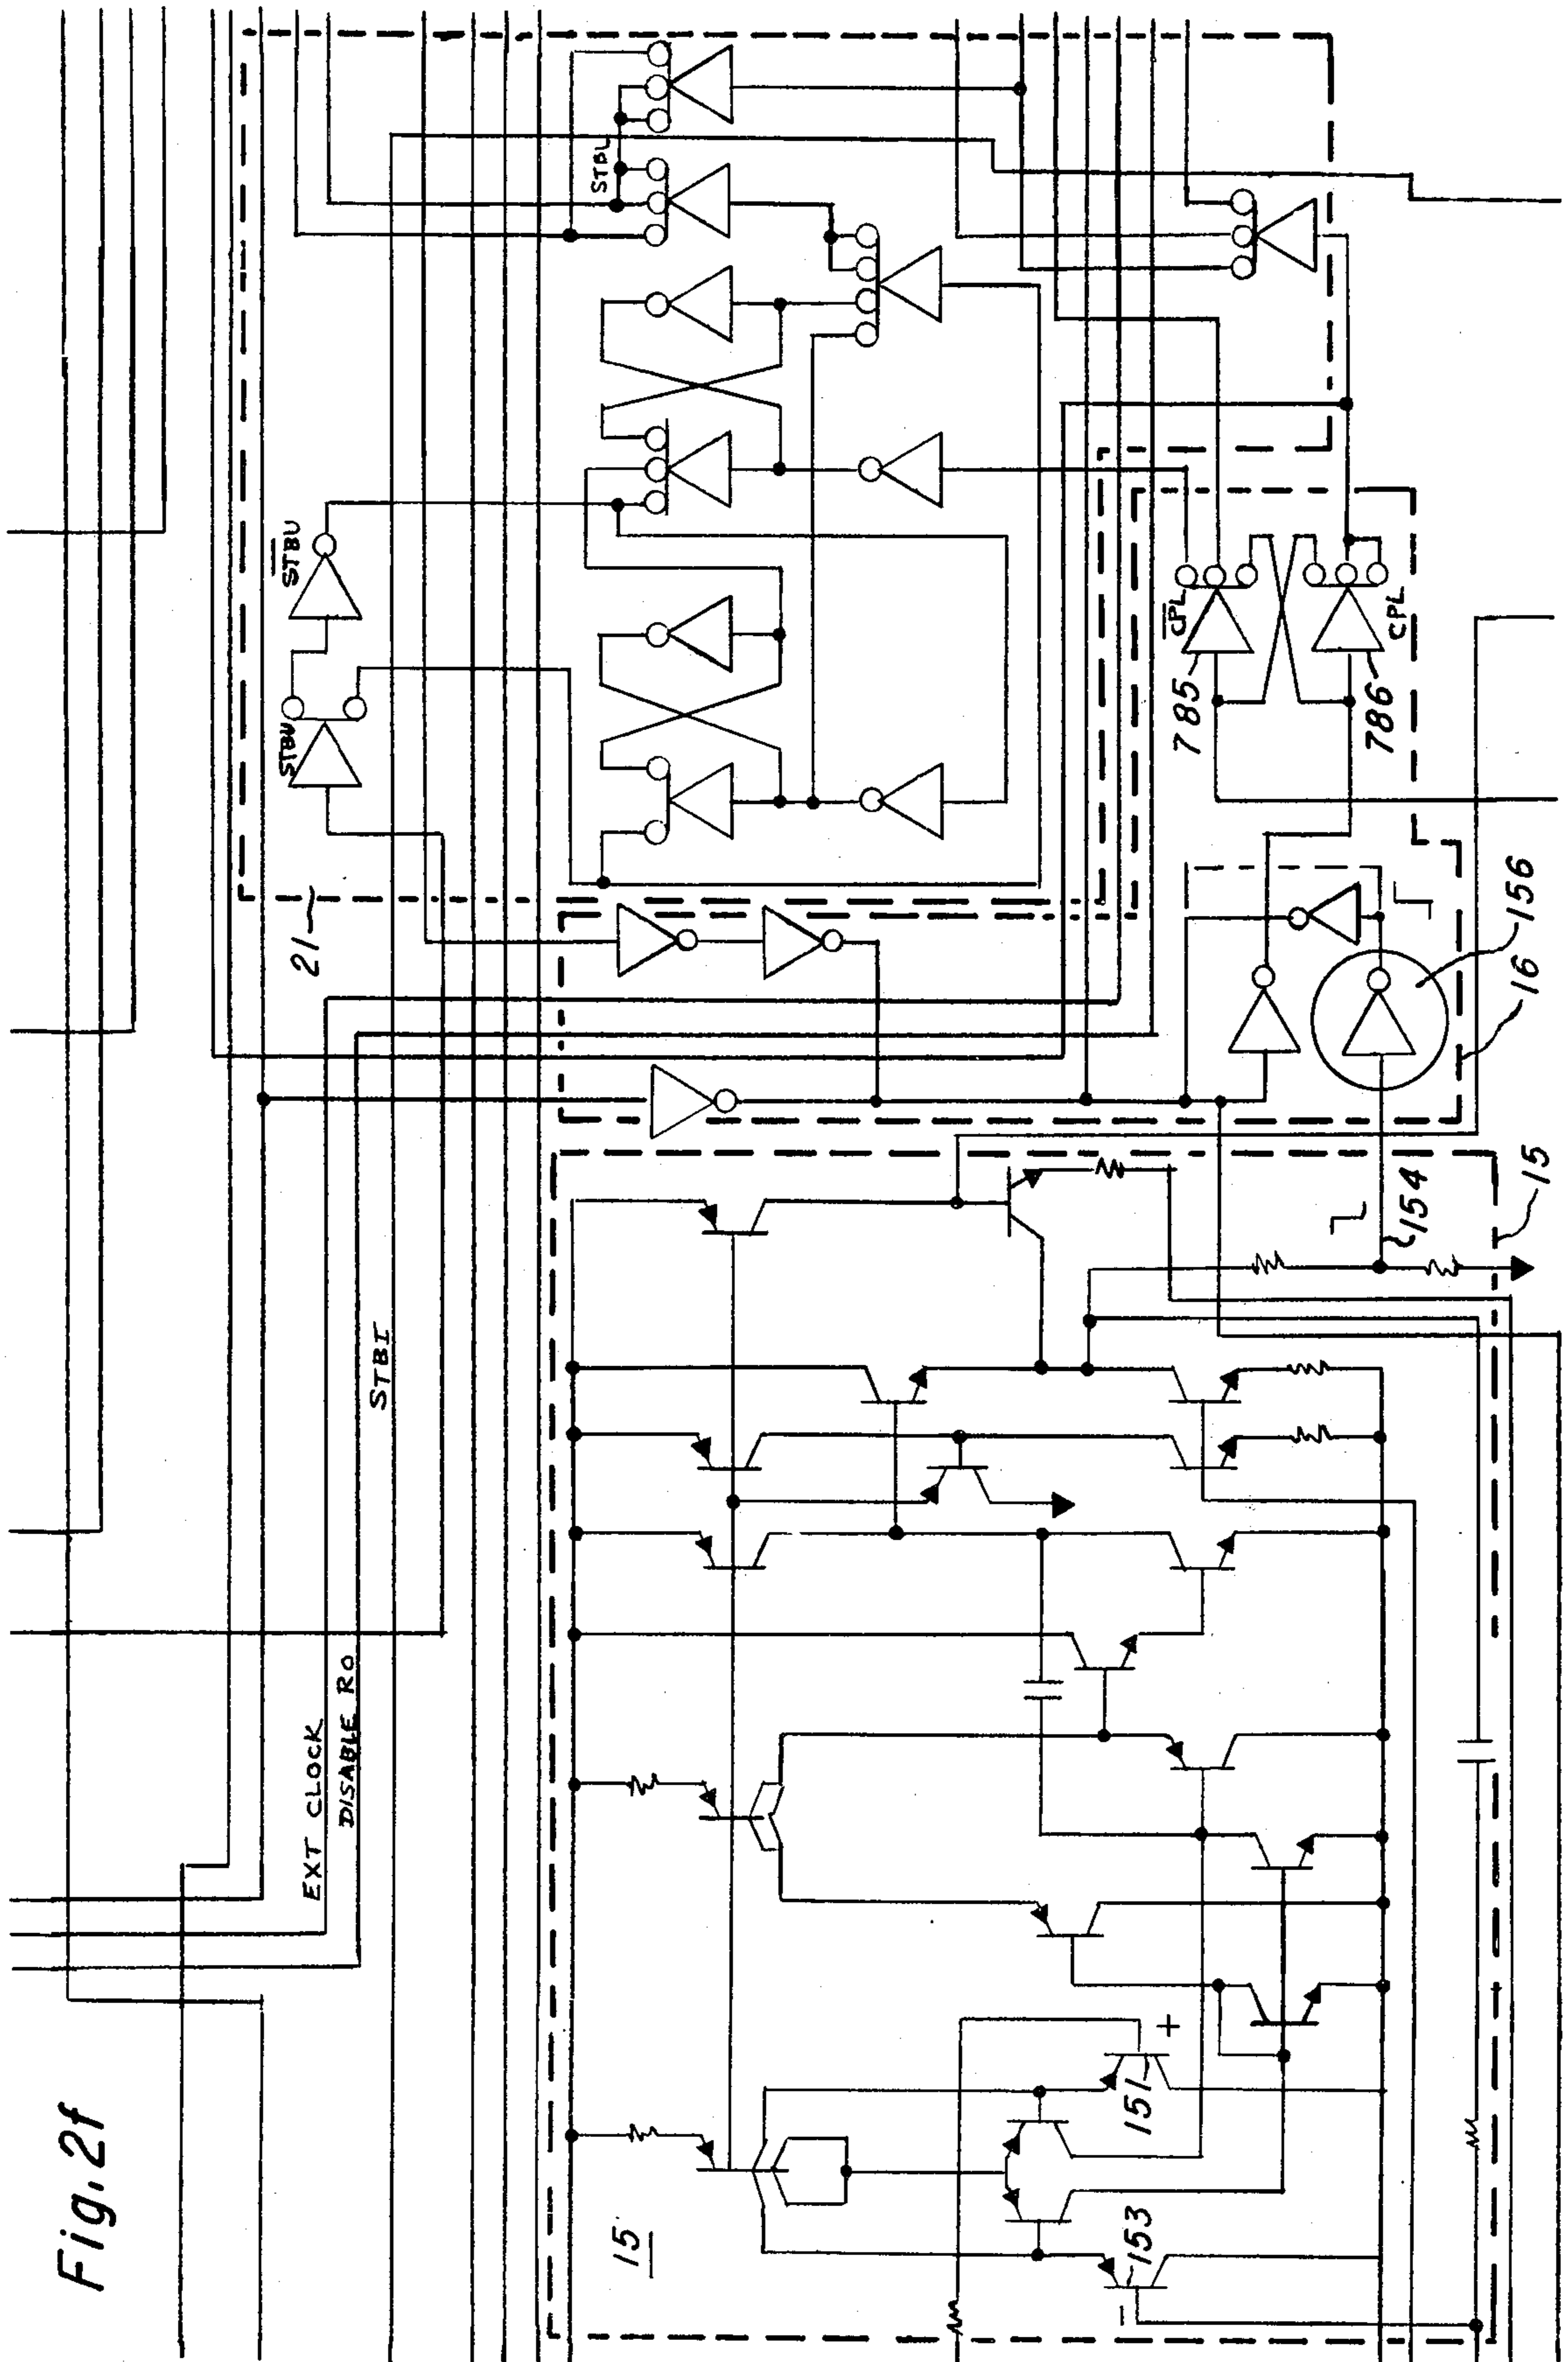 Fig. 2f
EXT CLOCK
DISABLE RO
STBI
21
STBU
STBU
STBL
15
153
−
151
+
154
15
16
156
785
CPL
786
CPL